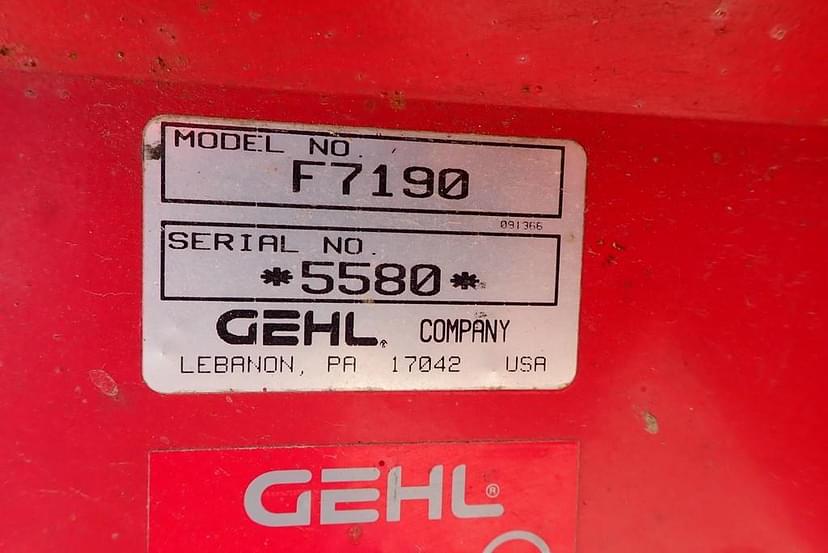 MODEL NO.
F7190
091366
SERIAL NO.
*5580*
GEHL® COMPANY
LEBANON, PA 17042 USA
GEHL®